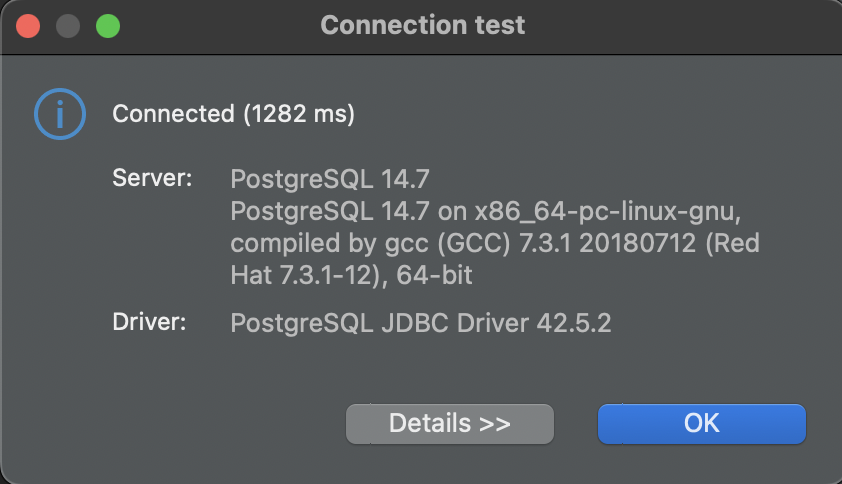 Connection test
Connected (1282 ms)
Server: PostgreSQL 14.7
PostgreSQL 14.7 on x86_64-pc-linux-gnu,
compiled by gcc (GCC) 7.3.1 20180712 (Red
Hat 7.3.1-12), 64-bit
Driver: PostgreSQL JDBC Driver 42.5.2
Details >> OK